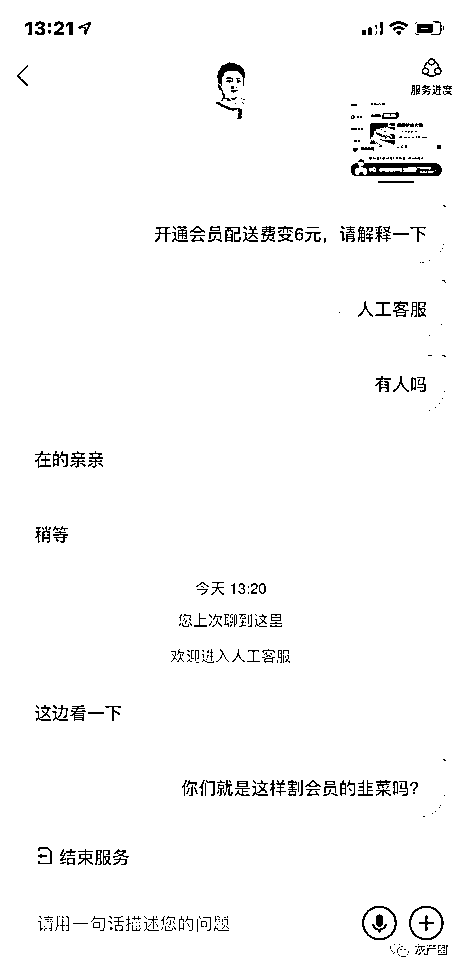 13:21
服务进度
开通会员配送费变6元，请解释一下
人工客服
有人吗
在的亲亲
稍等
今天 13:20
您上次聊到这里
欢迎进入人工客服
这边看一下
你们就是这样割会员的韭菜吗？
结束服务
请用一句话描述您的问题
灰产圈